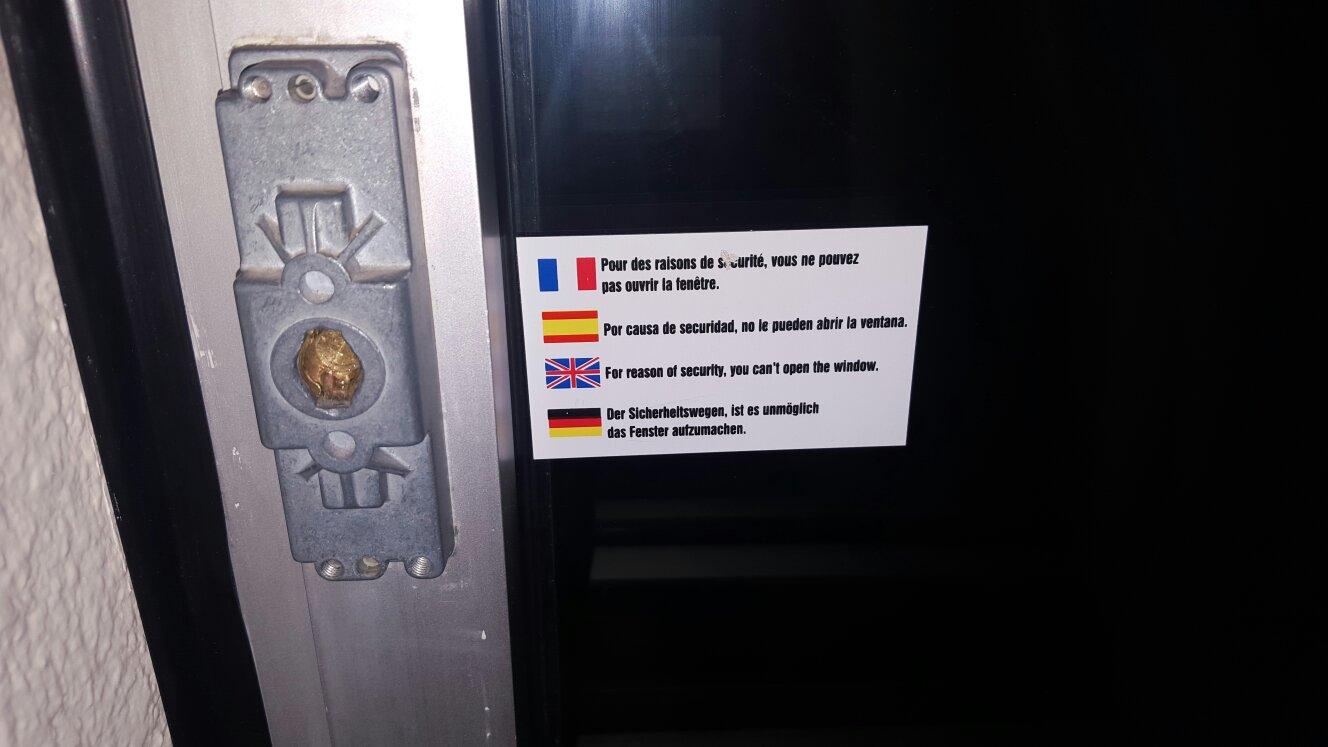 Pour des raisons de sécurité, vous ne pouvez
pas ouvrir la fenêtre.
Por causa de securidad, no le pueden abrir la ventana.
For reason of security, you can't open the window.
Der Sicherheitswegen, ist es unmöglich
das Fenster aufzumachen.